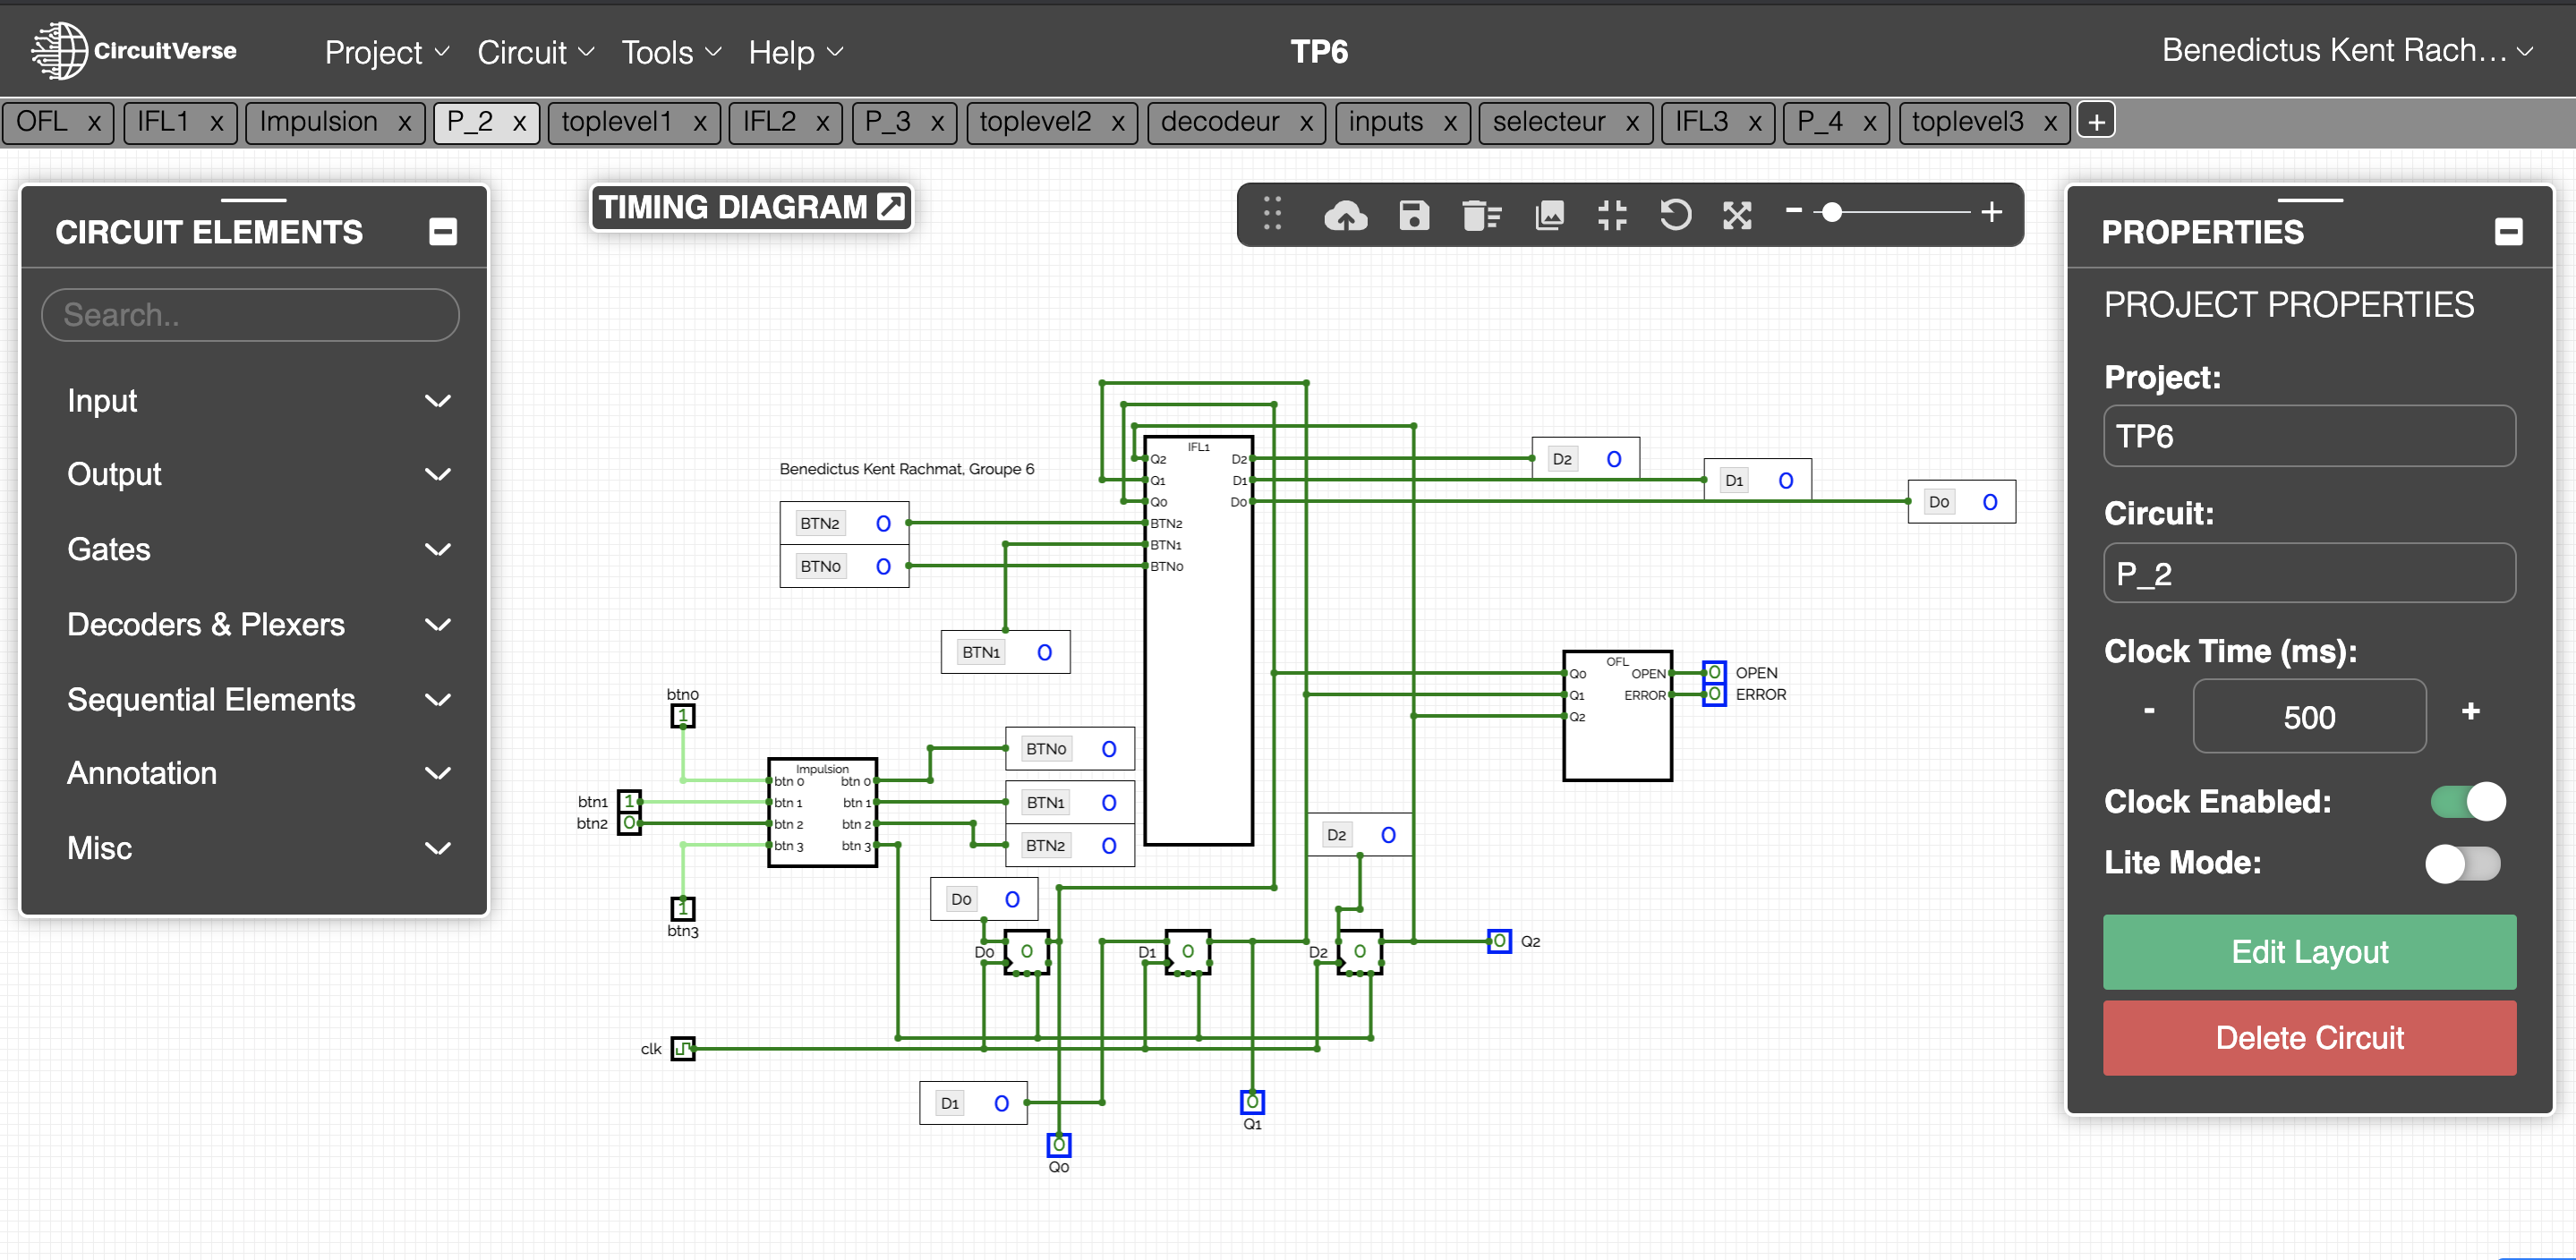 CircuitVerse
Project
Circuit
Tools
Help
TP6
Benedictus Kent Rach...
OFL x
IFL1 x
Impulsion x
P_2 x
toplevel1 x
IFL2 x
P_3 x
toplevel2 x
decodeur x
inputs x
selecteur x
IFL3 x
P_4 x
toplevel3 x
+
CIRCUIT ELEMENTS
Search..
Input
Output
Gates
Decoders & Plexers
Sequential Elements
Annotation
Misc
TIMING DIAGRAM
Benedictus Kent Rachmat, Groupe 6
BTN2 0
BTN0 0
BTN1 0
IFL1
Q2 D2
Q1 D1
Q0 D0
BTN2
BTN1
BTN0
D2 0
D1 0
D0 0
OFL
Q0 OPEN
Q1 ERROR
Q2
0 OPEN
0 ERROR
btn0
1
btn1 1
btn2 0
1
btn3
Impulsion
btn 0 btn 0
btn 1 btn 1
btn 2 btn 2
btn 3 btn 3
BTN0 0
BTN1 0
BTN2 0
D2 0
D0 0
D0 0
D1 0
D2 0
0 Q2
clk
D1 0
0
Q1
0
Q0
PROPERTIES
PROJECT PROPERTIES
Project:
TP6
Circuit:
P_2
Clock Time (ms):
- 500 +
Clock Enabled:
Lite Mode:
Edit Layout
Delete Circuit